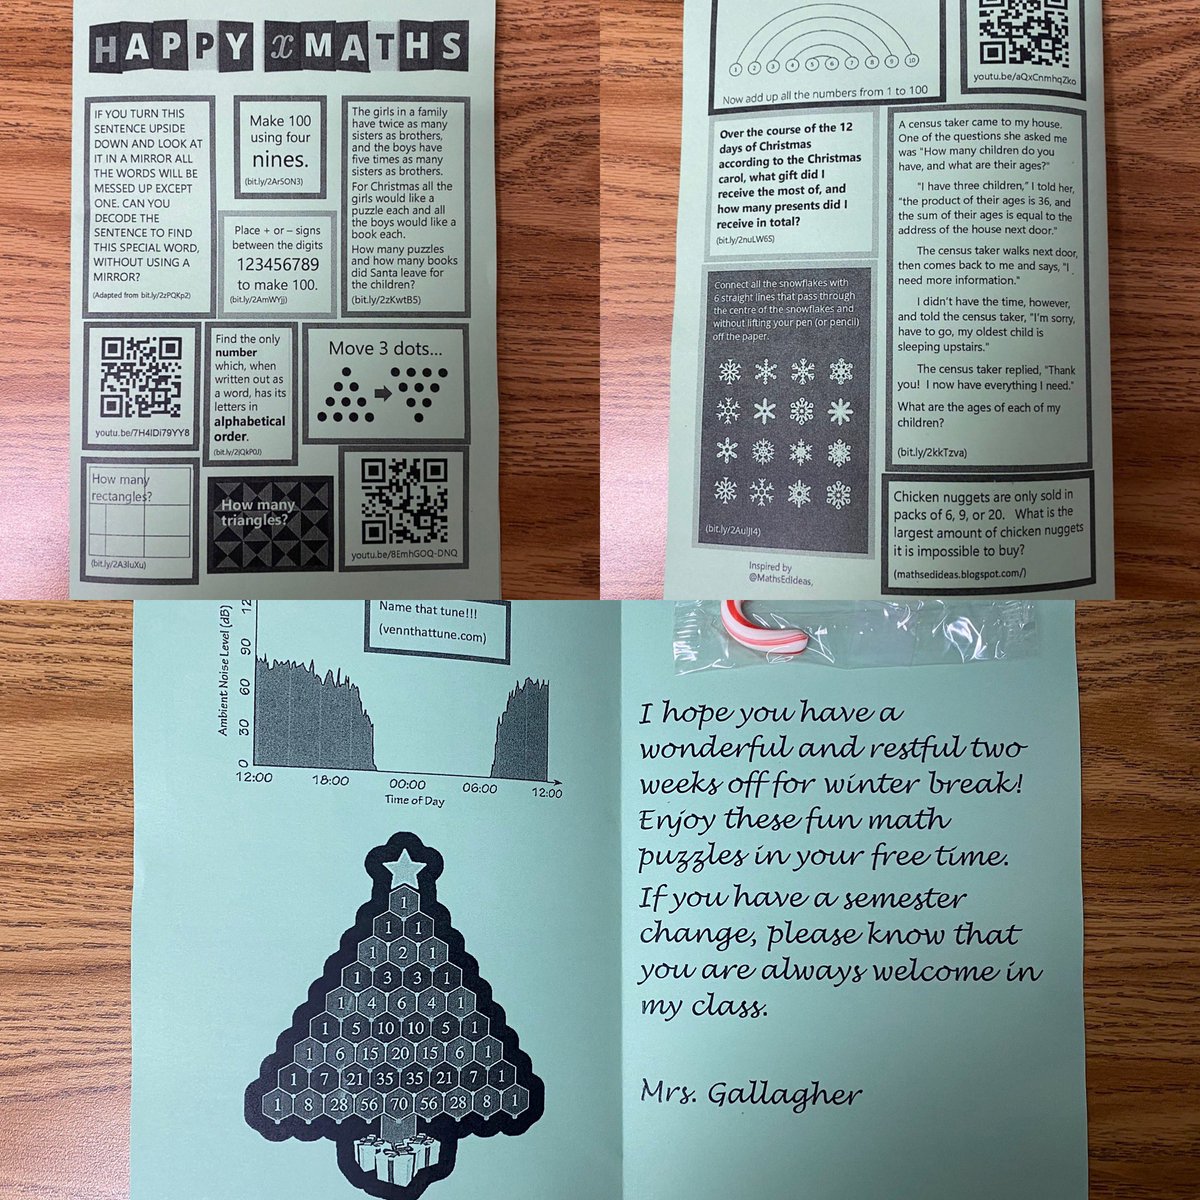 HAPPY xMATHS
IF YOU TURN THIS
SENTENCE UPSIDE
DOWN AND LOOK AT
IT IN A MIRROR ALL
THE WORDS WILL BE
MESSED UP EXCEPT
ONE. CAN YOU
DECODE THE
SENTENCE TO FIND
THIS SPECIAL WORD,
WITHOUT USING A
MIRROR?
(Adapted from bit.ly/2zPQKp2)
Make 100
using four
nines.
(bit.ly/2Ar5ON3)
Place + or – signs
between the digits
123456789
to make 100.
(bit.ly/2AmWYJj)
The girls in a family
have twice as many
sisters as brothers,
and the boys have
five times as many
sisters as brothers.
For Christmas all the
girls would like a
puzzle each and all
the boys would like a
book each.
How many puzzles
and how many books
did Santa leave for
the children?
(bit.ly/2zKwtB5)
youtu.be/7H4IDi79YY8
Find the only
number
which, when
written out as
a word, has its
letters in
alphabetical
order.
(bit.ly/2JQkP0J)
Move 3 dots...
How many
rectangles?
(bit.ly/2A3luXu)
How many
triangles?
youtu.be/8EmhGOQ-DNQ
1 2 3 4 5 6 7 8 9 10
Now add up all the numbers from 1 to 100
youtu.be/aQxCnmhqZko
Over the course of the 12
days of Christmas
according to the Christmas
carol, what gift did I
receive the most of, and
how many presents did I
receive in total?
(bit.ly/2nuLW6S)
Connect all the snowflakes with
6 straight lines that pass through
the centre of the snowflakes and
without lifting your pen (or pencil)
off the paper.
(bit.ly/2AuIJI4)
Inspired by
@MathsEdIdeas,
A census taker came to my house.
One of the questions she asked me
was "How many children do you
have, and what are their ages?"
"I have three children," I told her,
"the product of their ages is 36, and
the sum of their ages is equal to the
address of the house next door."
The census taker walks next door,
then comes back to me and says, "I
need more information."
I didn't have the time, however,
and told the census taker, "I'm sorry,
have to go, my oldest child is
sleeping upstairs."
The census taker replied, "Thank
you! I now have everything I need."
What are the ages of each of my
children?
(bit.ly/2kkTzva)
Chicken nuggets are only sold in
packs of 6, 9, or 20. What is the
largest amount of chicken nuggets
it is impossible to buy?
(mathsedideas.blogspot.com/)
Name that tune!!!
(vennthattune.com)
Ambient Noise Level (dB)
90
60
30
0
12:00 18:00 00:00 06:00 12:00
Time of Day
1
1 1
1 2 1
1 3 3 1
1 4 6 4 1
1 5 10 10 5 1
1 6 15 20 15 6 1
1 7 21 35 35 21 7 1
1 8 28 56 70 56 28 8 1
I hope you have a
wonderful and restful two
weeks off for winter break!
Enjoy these fun math
puzzles in your free time.
If you have a semester
change, please know that
you are always welcome in
my class.
Mrs. Gallagher